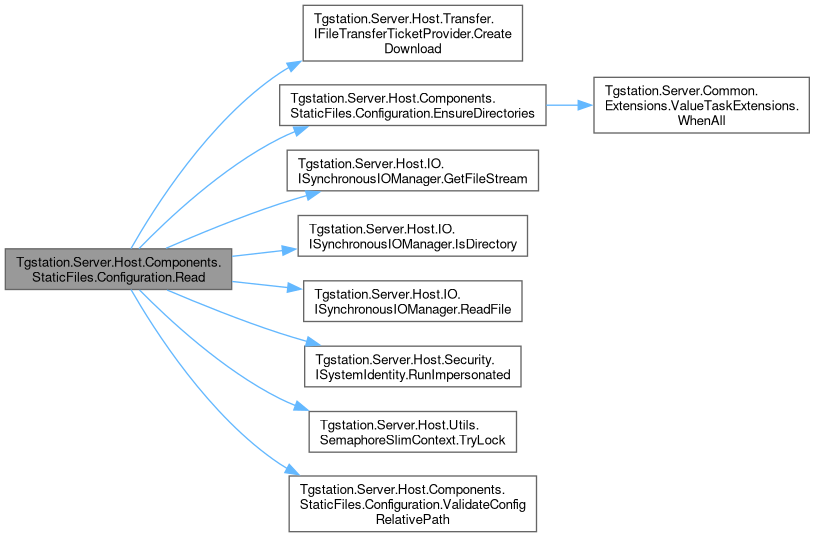 Tgstation.Server.Host.Transfer.
IFileTransferTicketProvider.Create
Download
Tgstation.Server.Host.Components.
StaticFiles.Configuration.EnsureDirectories
Tgstation.Server.Common.
Extensions.ValueTaskExtensions.
WhenAll
Tgstation.Server.Host.IO.
ISynchronousIOManager.GetFileStream
Tgstation.Server.Host.IO.
ISynchronousIOManager.IsDirectory
Tgstation.Server.Host.Components.
StaticFiles.Configuration.Read
Tgstation.Server.Host.IO.
ISynchronousIOManager.ReadFile
Tgstation.Server.Host.Security.
ISystemIdentity.RunImpersonated
Tgstation.Server.Host.Utils.
SemaphoreSlimContext.TryLock
Tgstation.Server.Host.Components.
StaticFiles.Configuration.ValidateConfig
RelativePath